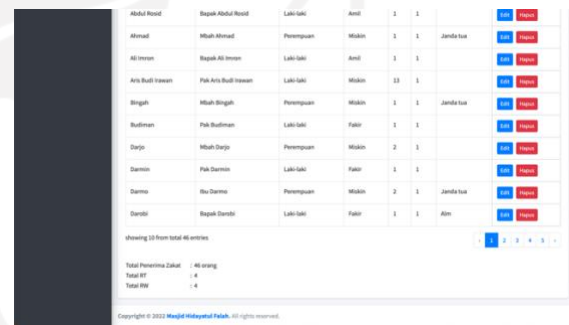 Abdul Rosid Bapak Abdul Rosid Laki-laki Amil 1 1 Edit Hapus
Ahmad Mbah Ahmad Perempuan Miskin 1 1 Janda tua Edit Hapus
Ali Imron Bapak Ali Imron Laki-laki Amil 1 1 Edit Hapus
Aris Budi Irawan Pak Aris Budi Irawan Laki-laki Miskin 13 1 Edit Hapus
Bingah Mbah Bingah Perempuan Miskin 1 1 Janda tua Edit Hapus
Budiman Pak Budiman Laki-laki Fakir 1 1 Edit Hapus
Darjo Mbah Darjo Perempuan Miskin 2 1 Edit Hapus
Darmin Pak Darmin Laki-laki Fakir 1 1 Edit Hapus
Darmo Ibu Darmo Perempuan Miskin 2 1 Janda tua Edit Hapus
Darobi Bapak Darobi Laki-laki Fakir 1 1 Alm Edit Hapus
showing 10 from total 46 entries
‹ 1 2 3 4 5 ›
Total Penerima Zakat : 46 orang
Total RT : 4
Total RW : 4
Copyright © 2022 Masjid Hidayatul Falah. All rights reserved.